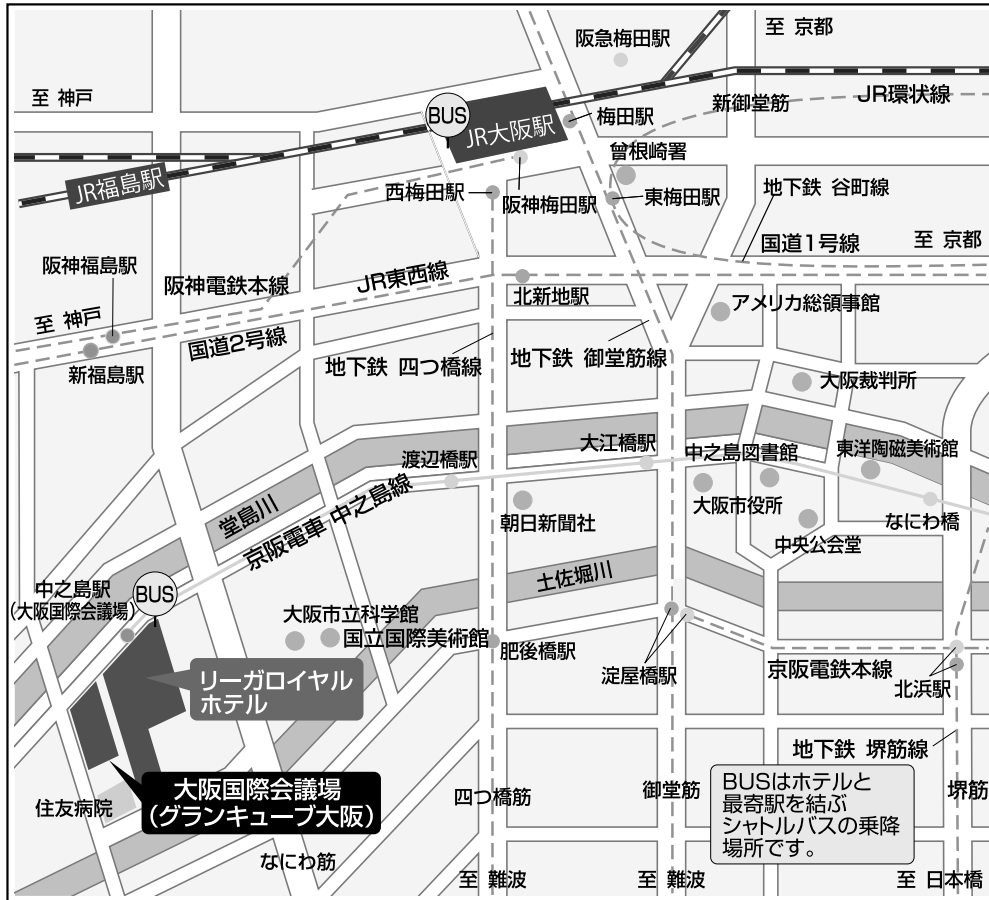 至 京都
阪急梅田駅
至 神戸
JR環状線
新御堂筋
BUS
JR大阪駅
梅田駅
曾根崎署
JR福島駅
西梅田駅
阪神梅田駅
東梅田駅
地下鉄 谷町線
国道1号線
至 京都
阪神福島駅
阪神電鉄本線
JR東西線
北新地駅
アメリカ総領事館
至 神戸
国道2号線
新福島駅
地下鉄 四つ橋線
地下鉄 御堂筋線
大阪裁判所
大江橋駅
渡辺橋駅
中之島図書館
東洋陶磁美術館
堂島川
京阪電車 中之島線
朝日新聞社
大阪市役所
なにわ橋
中央公会堂
土佐堀川
中之島駅
(大阪国際会議場)
BUS
大阪市立科学館
国立国際美術館
肥後橋駅
淀屋橋駅
京阪電鉄本線
北浜駅
リーガロイヤル
ホテル
地下鉄 堺筋線
大阪国際会議場
(グランキューブ大阪)
住友病院
四つ橋筋
御堂筋
堺筋
BUSはホテルと
最寄駅を結ぶ
シャトルバスの乗降
場所です。
なにわ筋
至 難波
至 難波
至 日本橋